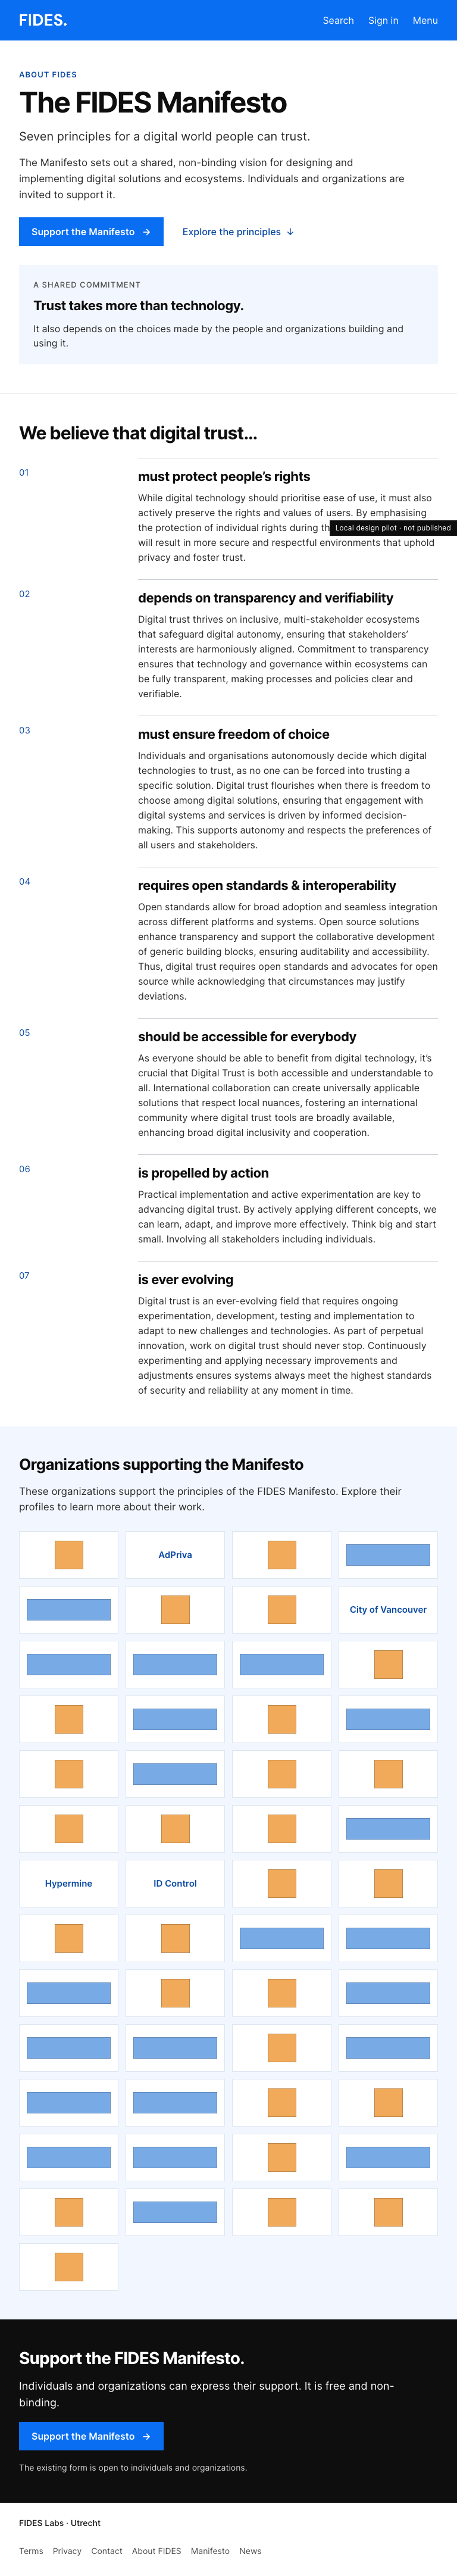 FIDES.
Search Sign in Menu
ABOUT FIDES
The FIDES Manifesto
Seven principles for a digital world people can trust.
The Manifesto sets out a shared, non-binding vision for designing and
implementing digital solutions and ecosystems. Individuals and organizations are
invited to support it.
Support the Manifesto →
Explore the principles ↓
A SHARED COMMITMENT
Trust takes more than technology.
It also depends on the choices made by the people and organizations building and
using it.
We believe that digital trust…
01
must protect people’s rights
While digital technology should prioritise ease of use, it must also
actively preserve the rights and values of users. By emphasising
the protection of individual rights during th
Local design pilot · not published
will result in more secure and respectful environments that uphold
privacy and foster trust.
02
depends on transparency and verifiability
Digital trust thrives on inclusive, multi-stakeholder ecosystems
that safeguard digital autonomy, ensuring that stakeholders’
interests are harmoniously aligned. Commitment to transparency
ensures that technology and governance within ecosystems can
be fully transparent, making processes and policies clear and
verifiable.
03
must ensure freedom of choice
Individuals and organisations autonomously decide which digital
technologies to trust, as no one can be forced into trusting a
specific solution. Digital trust flourishes when there is freedom to
choose among digital solutions, ensuring that engagement with
digital systems and services is driven by informed decision-
making. This supports autonomy and respects the preferences of
all users and stakeholders.
04
requires open standards & interoperability
Open standards allow for broad adoption and seamless integration
across different platforms and systems. Open source solutions
enhance transparency and support the collaborative development
of generic building blocks, ensuring auditability and accessibility.
Thus, digital trust requires open standards and advocates for open
source while acknowledging that circumstances may justify
deviations.
05
should be accessible for everybody
As everyone should be able to benefit from digital technology, it’s
crucial that Digital Trust is both accessible and understandable to
all. International collaboration can create universally applicable
solutions that respect local nuances, fostering an international
community where digital trust tools are broadly available,
enhancing broad digital inclusivity and cooperation.
06
is propelled by action
Practical implementation and active experimentation are key to
advancing digital trust. By actively applying different concepts, we
can learn, adapt, and improve more effectively. Think big and start
small. Involving all stakeholders including individuals.
07
is ever evolving
Digital trust is an ever-evolving field that requires ongoing
experimentation, development, testing and implementation to
adapt to new challenges and technologies. As part of perpetual
innovation, work on digital trust should never stop. Continuously
experimenting and applying necessary improvements and
adjustments ensures systems always meet the highest standards
of security and reliability at any moment in time.
Organizations supporting the Manifesto
These organizations support the principles of the FIDES Manifesto. Explore their
profiles to learn more about their work.
AdPriva
City of Vancouver
Hypermine
ID Control
Support the FIDES Manifesto.
Individuals and organizations can express their support. It is free and non-
binding.
Support the Manifesto →
The existing form is open to individuals and organizations.
FIDES Labs · Utrecht
Terms Privacy Contact About FIDES Manifesto News